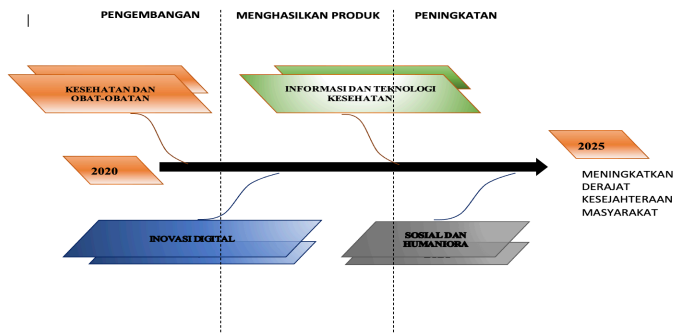 PENGEMBANGAN
MENGHASILKAN PRODUK
PENINGKATAN
KESEHATAN DAN
OBAT-OBATAN
INFORMASI DAN TEKNOLOGI
KESEHATAN
2020
2025
MENINGKATKAN
DERAJAT
KESEJAHTERAAN
MASYARAKAT
INOVASI DIGITAL
SOSIAL DAN
HUMANIORA